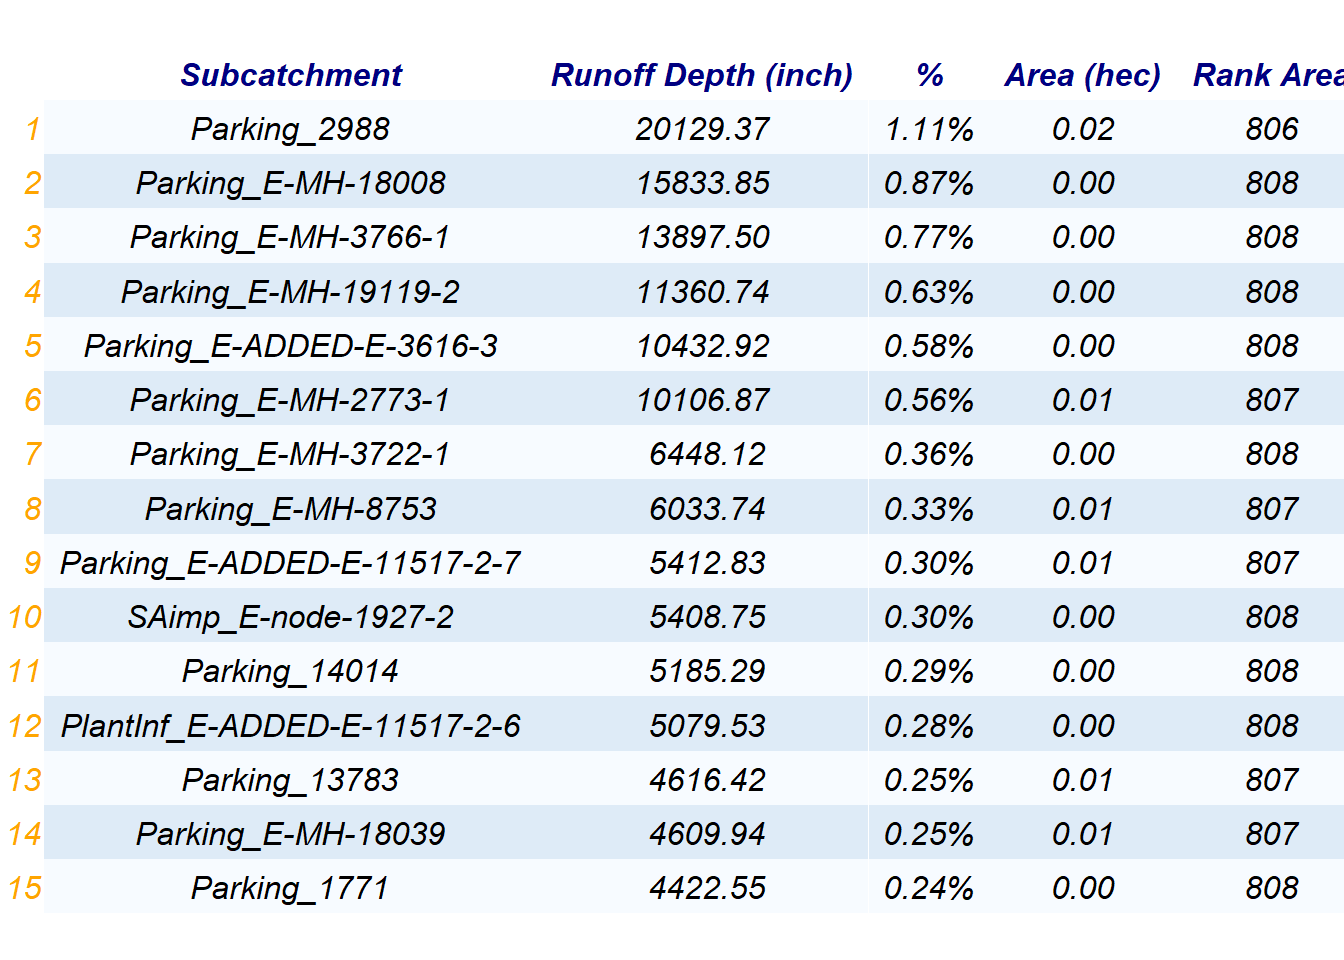 Subcatchment Runoff Depth (inch) % Area (hec) Rank Area
1 Parking_2988 20129.37 1.11% 0.02 806
2 Parking_E-MH-18008 15833.85 0.87% 0.00 808
3 Parking_E-MH-3766-1 13897.50 0.77% 0.00 808
4 Parking_E-MH-19119-2 11360.74 0.63% 0.00 808
5 Parking_E-ADDED-E-3616-3 10432.92 0.58% 0.00 808
6 Parking_E-MH-2773-1 10106.87 0.56% 0.01 807
7 Parking_E-MH-3722-1 6448.12 0.36% 0.00 808
8 Parking_E-MH-8753 6033.74 0.33% 0.01 807
9 Parking_E-ADDED-E-11517-2-7 5412.83 0.30% 0.01 807
10 SAimp_E-node-1927-2 5408.75 0.30% 0.00 808
11 Parking_14014 5185.29 0.29% 0.00 808
12 PlantInf_E-ADDED-E-11517-2-6 5079.53 0.28% 0.00 808
13 Parking_13783 4616.42 0.25% 0.01 807
14 Parking_E-MH-18039 4609.94 0.25% 0.01 807
15 Parking_1771 4422.55 0.24% 0.00 808